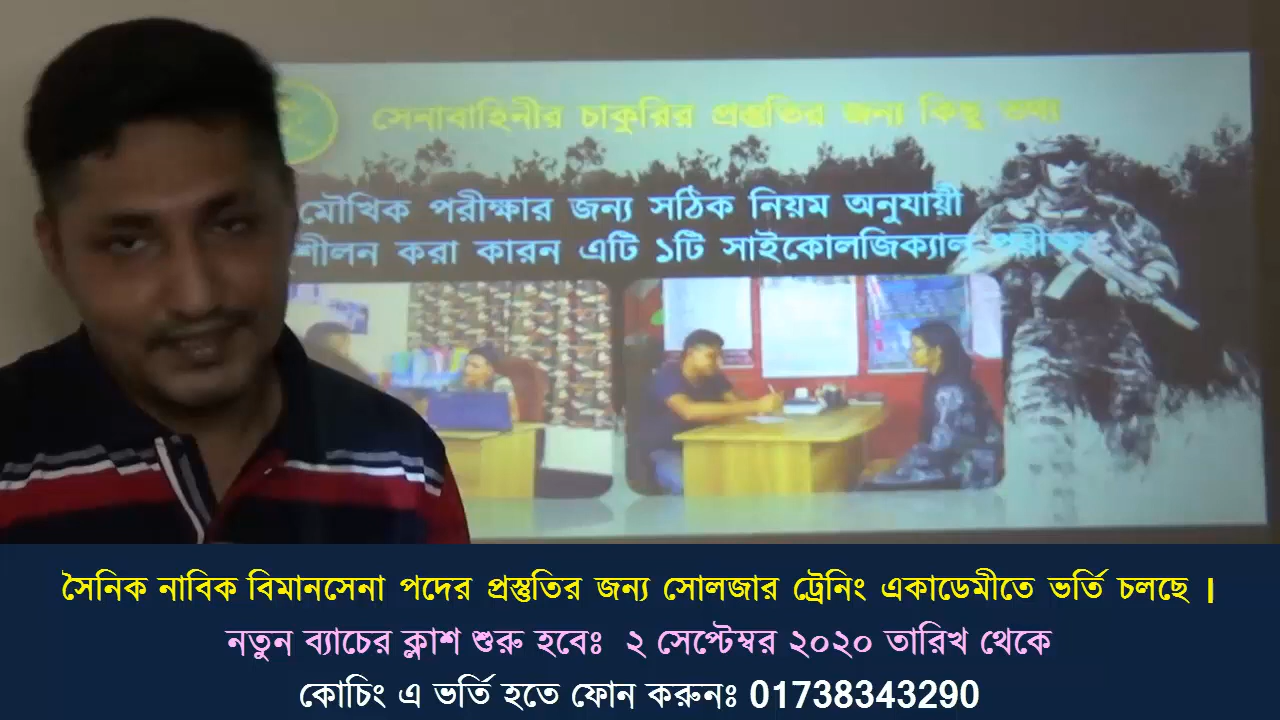 সেনাবাহিনীর চাকুরির প্রস্তুতির জন্য কিছু তথ্য
মৌখিক পরীক্ষার জন্য সঠিক নিয়ম অনুযায়ী
শীলন করা কারন এটি ১টি সাইকোলজিক্যাল পরীক্ষা
সৈনিক নাবিক বিমানসেনা পদের প্রস্তুতির জন্য সোলজার ট্রেনিং একাডেমীতে ভর্তি চলছে ।
নতুন ব্যাচের ক্লাশ শুরু হবেঃ ২ সেপ্টেম্বর ২০২০ তারিখ থেকে
কোচিং এ ভর্তি হতে ফোন করুনঃ 01738343290